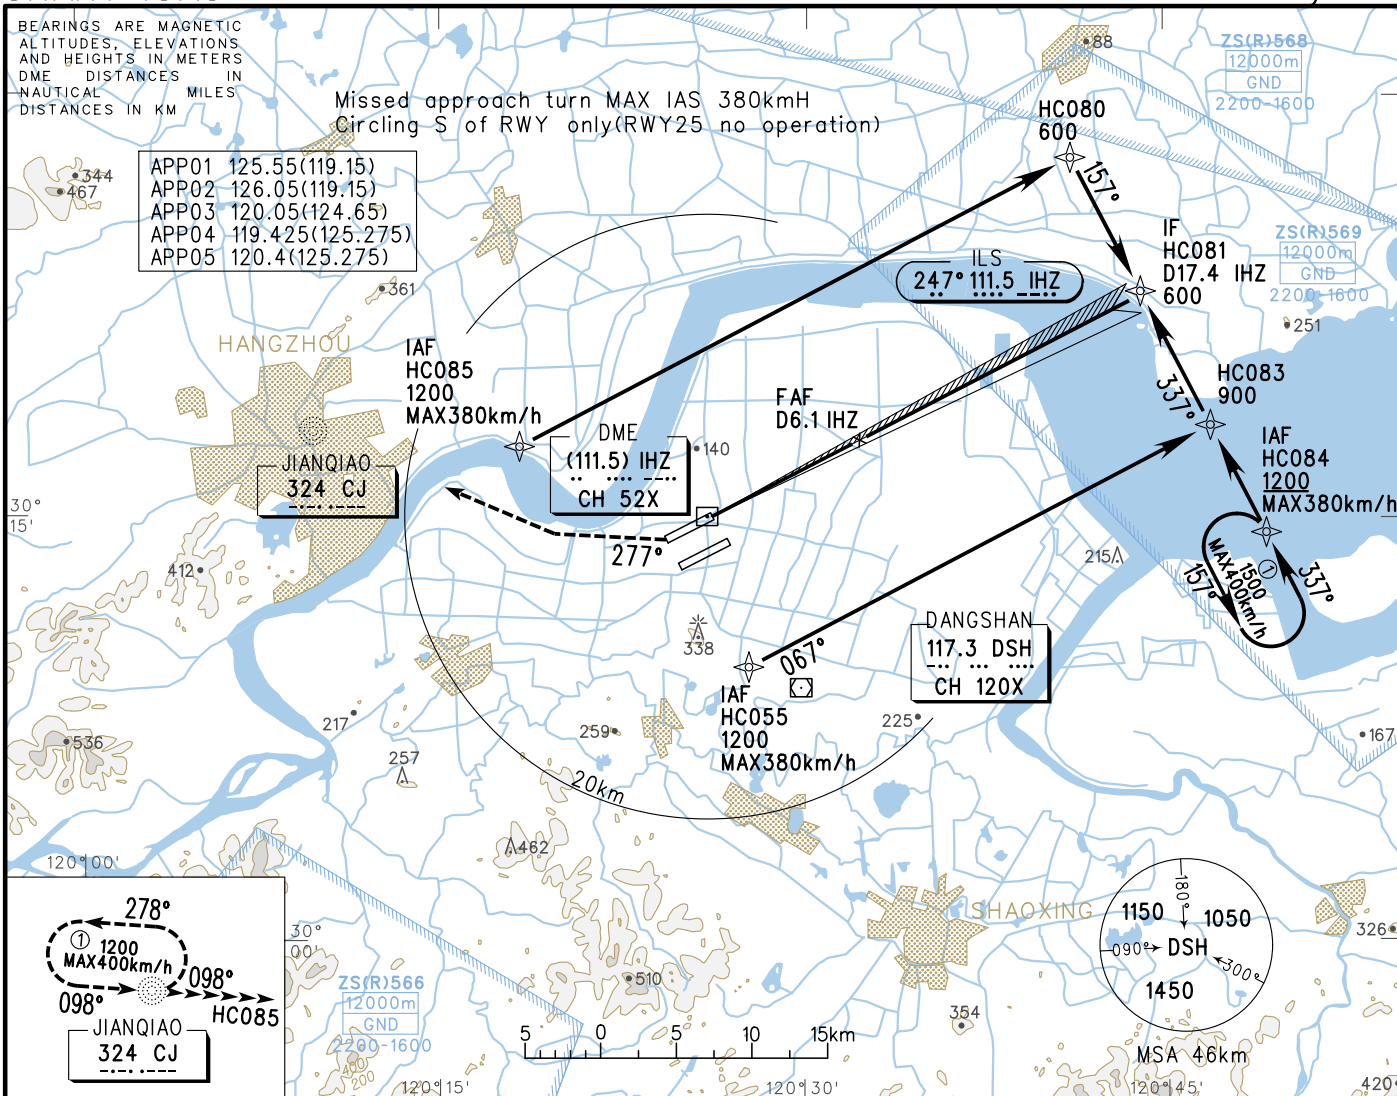 BEARINGS ARE MAGNETIC
ALTITUDES, ELEVATIONS
AND HEIGHTS IN METERS
DME DISTANCES IN
NAUTICAL MILES
DISTANCES IN KM
Missed approach turn MAX IAS 380kmH
Circling S of RWY only(RWY25 no operation)
APP01 125.55(119.15)
APP02 126.05(119.15)
APP03 120.05(124.65)
APP04 119.425(125.275)
APP05 120.4(125.275)
88
ZS(R)568
12000m
GND
2200-1600
HC080
600
157°
344
467
IF
HC081
D17.4 IHZ
600
ZS(R)569
12000m
GND
2200-1600
ILS
247° 111.5 IHZ
361
251
HANGZHOU
IAF
HC085
1200
MAX380km/h
FAF
D6.1 IHZ
337°
HC083
900
DME
(111.5) IHZ
CH 52X
140
IAF
HC084
1200
MAX380km/h
JIANQIAO
324 CJ
30°
15'
277°
412
215
157°
1500
MAX400km/h
①
337°
338
067°
DANGSHAN
117.3 DSH
CH 120X
IAF
HC055
1200
MAX380km/h
217
259
225
167
536
257
20km
462
120°00'
278°
① 1200
MAX400km/h
098°
098°
HC085
JIANQIAO
324 CJ
30°
00'
ZS(R)566
12000m
GND
2200-1600
400
200
510
SHAOXING
354
326
180°
1150
1050
090°
DSH
300°
1450
MSA 46km
5 0 5 10 15km
120°15'
120°30'
120°45'
420